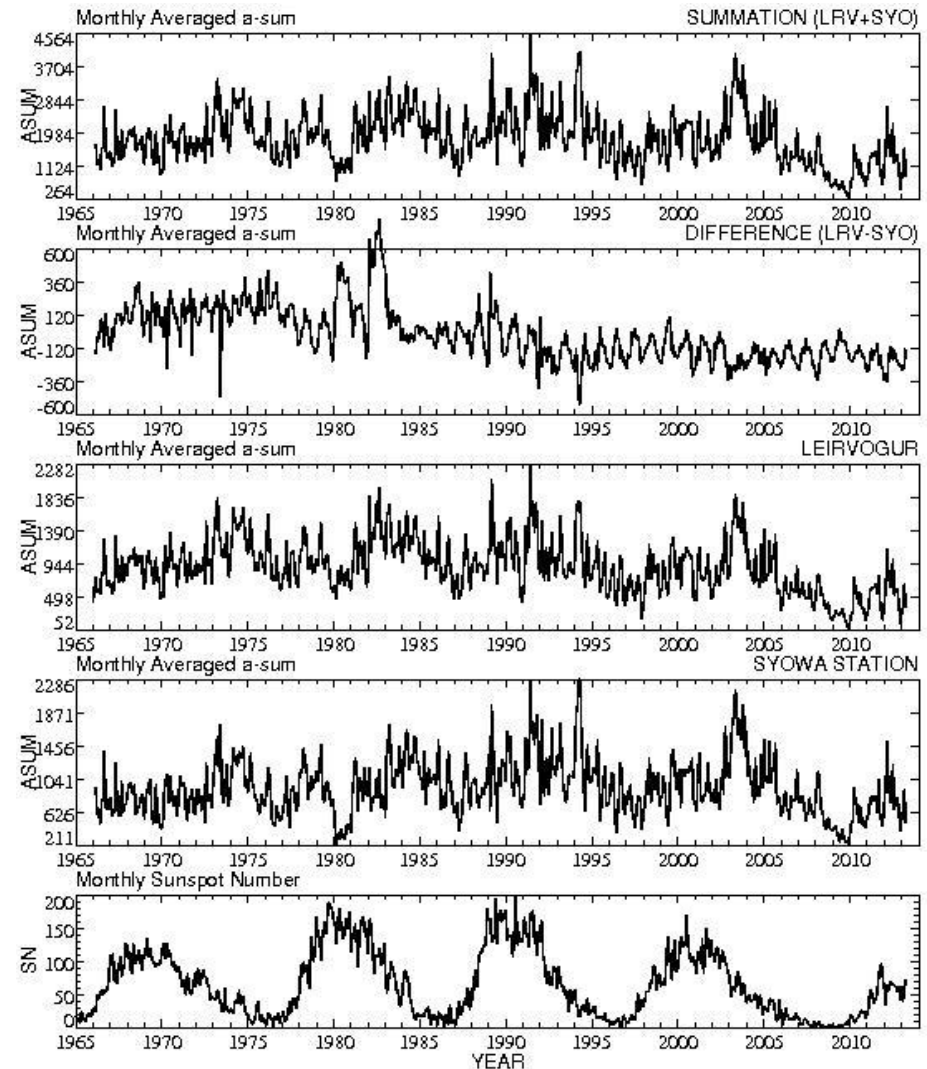 Monthly Averaged a-sum SUMMATION (LRV+SYO)
4564
3704
2844
1984
1124
264
ASUM
1965 1970 1975 1980 1985 1990 1995 2000 2005 2010
Monthly Averaged a-sum DIFFERENCE (LRV-SYO)
600
360
120
-120
-360
-600
ASUM
1965 1970 1975 1980 1985 1990 1995 2000 2005 2010
Monthly Averaged a-sum LEIRVOGUR
2282
1836
1390
944
498
52
ASUM
1965 1970 1975 1980 1985 1990 1995 2000 2005 2010
Monthly Averaged a-sum SYOWA STATION
2286
1871
1456
1041
626
211
ASUM
1965 1970 1975 1980 1985 1990 1995 2000 2005 2010
Monthly Sunspot Number
200
150
100
50
0
SN
1965 1970 1975 1980 1985 1990 1995 2000 2005 2010
YEAR